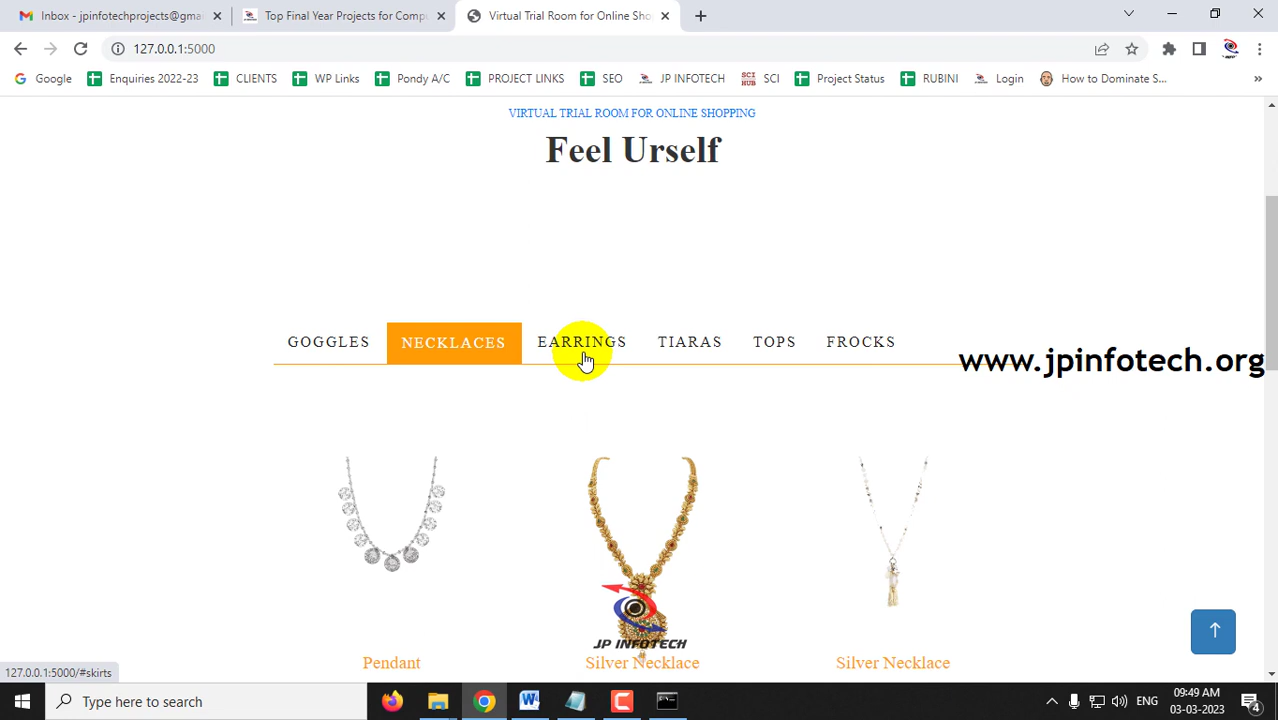 Inbox - jpinfotechprojects@gma
Top Final Year Projects for Compu
Virtual Trial Room for Online Sho
127.0.0.1:5000
Google
Enquiries 2022-23
CLIENTS
WP Links
Pondy A/C
PROJECT LINKS
SEO
JP INFOTECH
SCI HUB
SCI
Project Status
RUBINI
Login
How to Dominate S...
VIRTUAL TRIAL ROOM FOR ONLINE SHOPPING
Feel Urself
GOGGLES
NECKLACES
EARRINGS
TIARAS
TOPS
FROCKS
www.jpinfotech.org
JP INFOTECH
Pendant
Silver Necklace
Silver Necklace
127.0.0.1:5000/#skirts
Type here to search
ENG
09:49 AM
03-03-2023
4